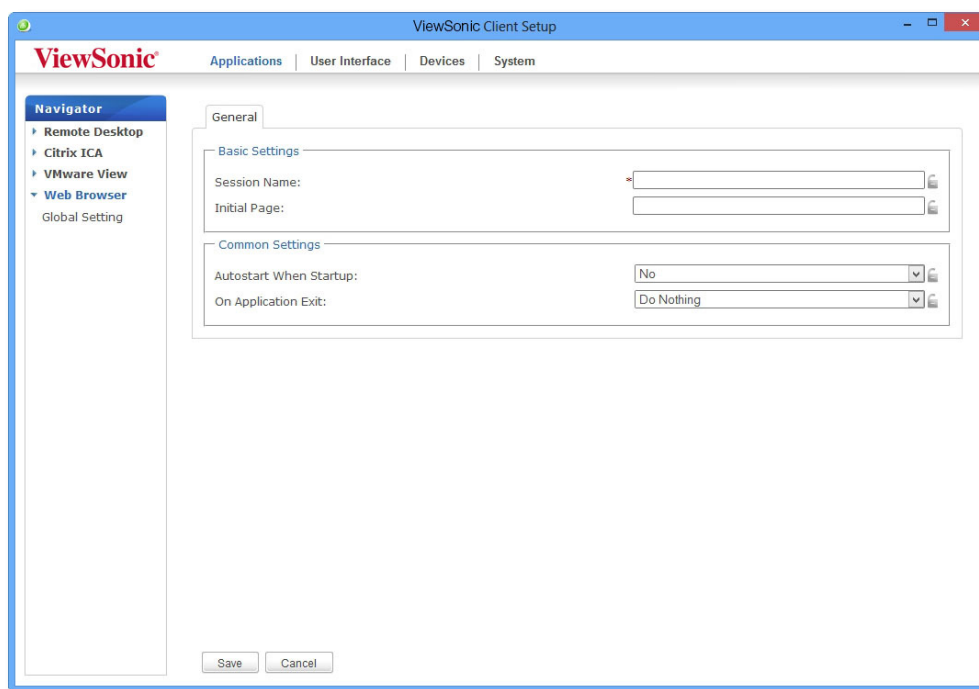 ViewSonic Client Setup
ViewSonic®
Applications | User Interface | Devices | System
Navigator
Remote Desktop
Citrix ICA
VMware View
Web Browser
Global Setting
General
Basic Settings
Session Name: *
Initial Page:
Common Settings
Autostart When Startup: No
On Application Exit: Do Nothing
Save Cancel